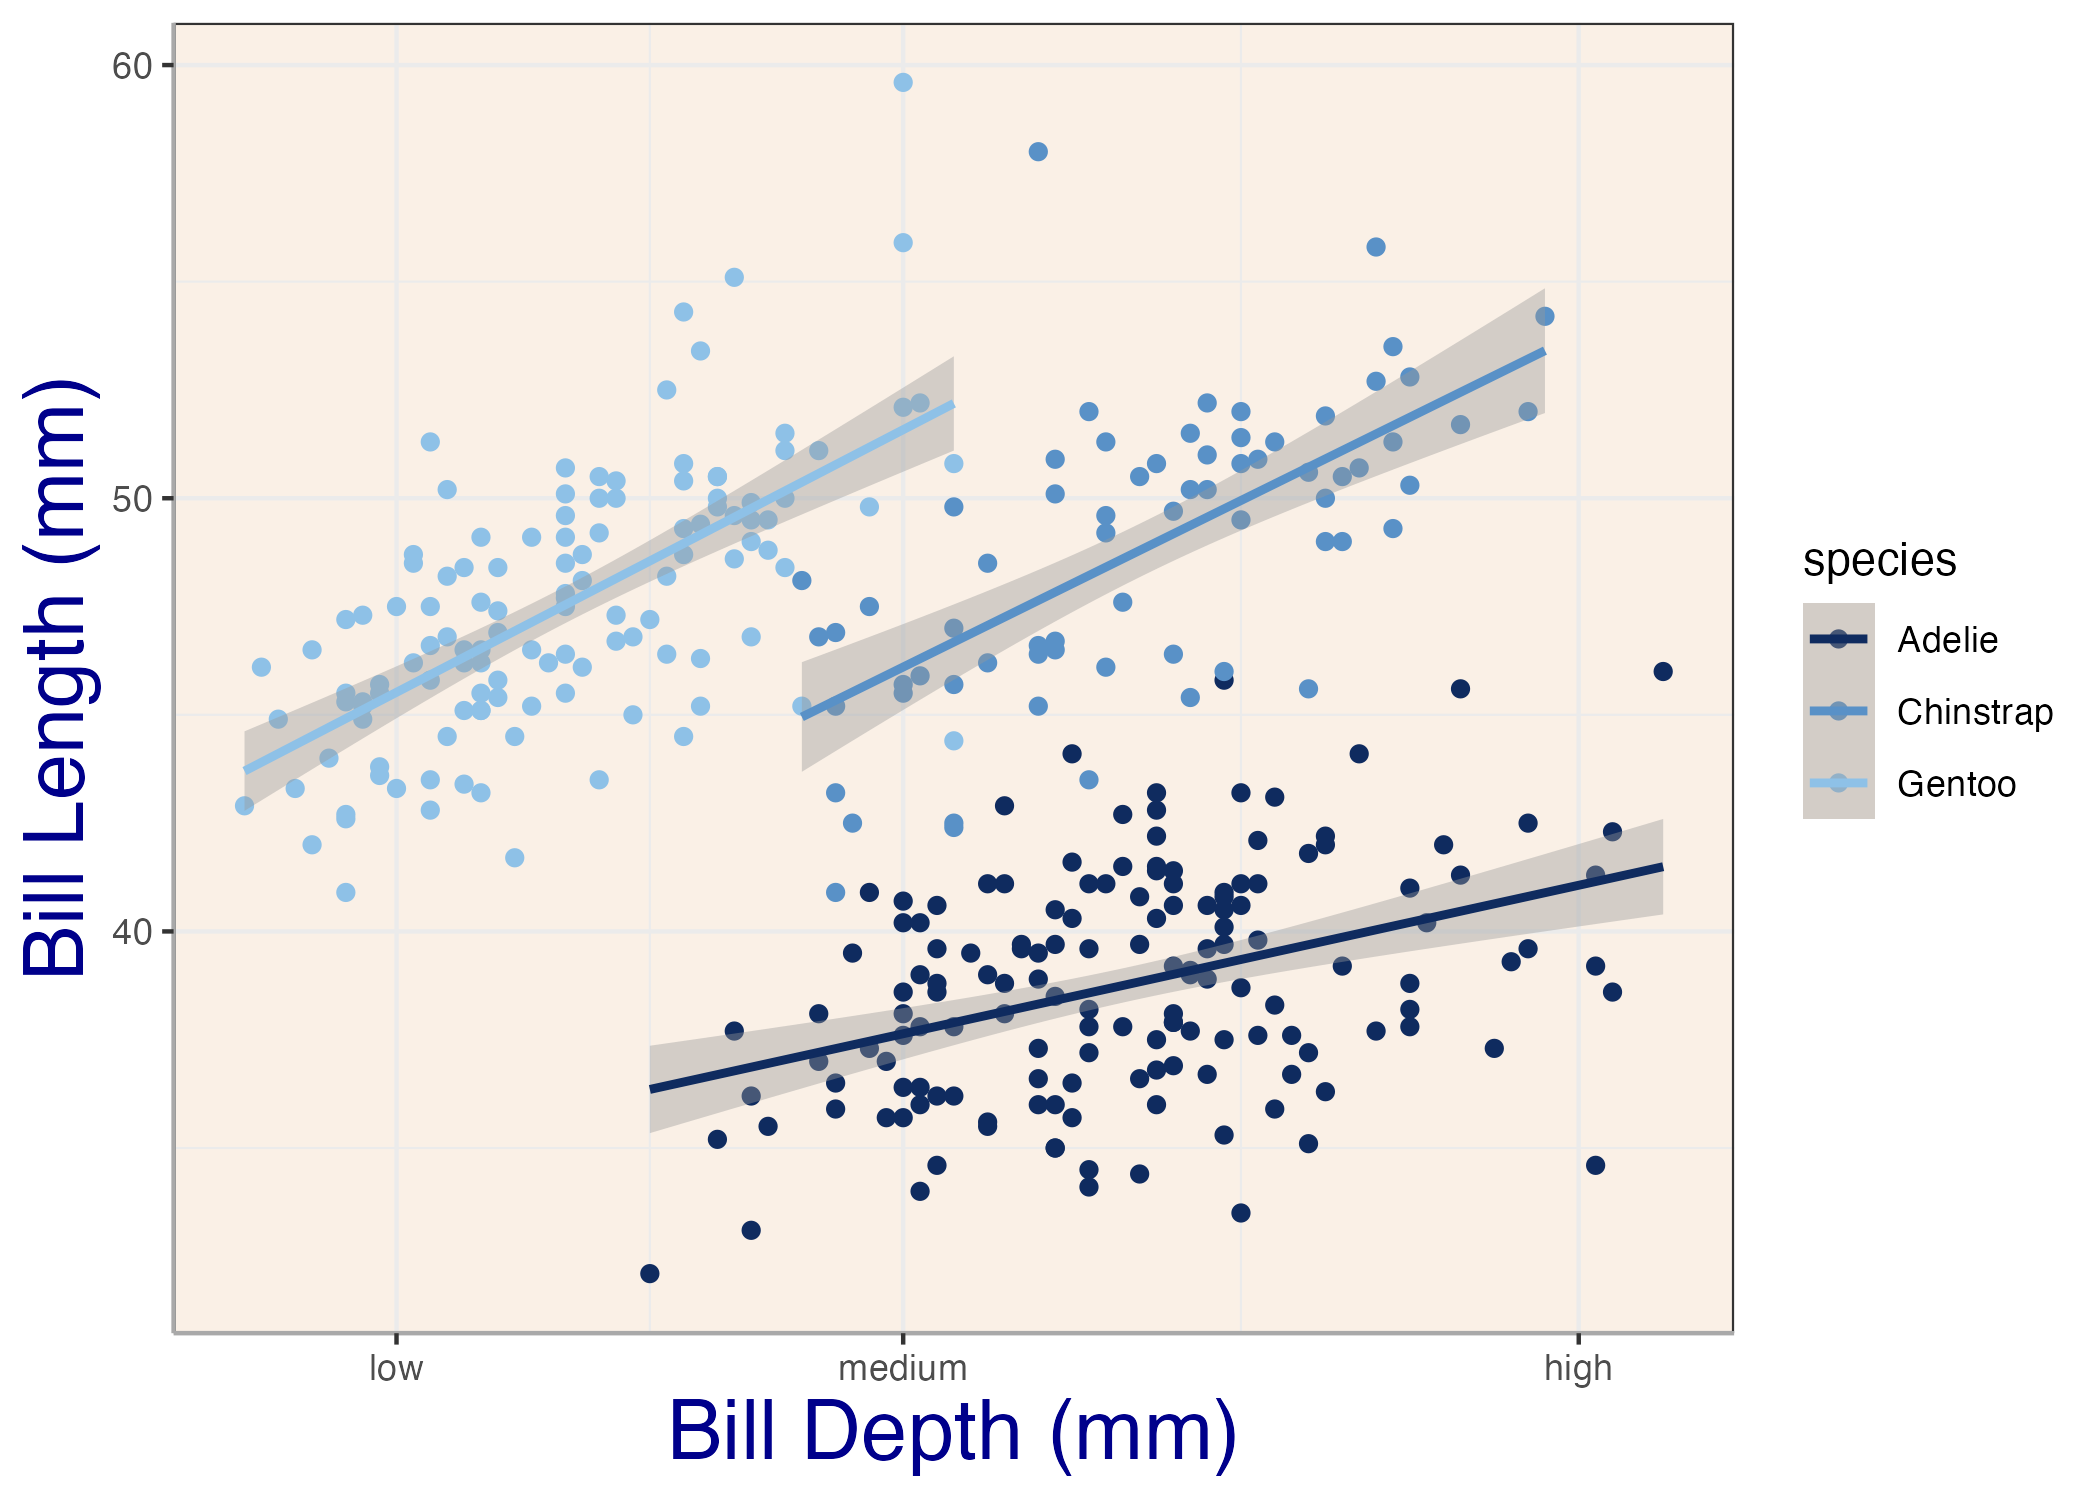 Bill Length (mm)
60
50
40
low medium high
Bill Depth (mm)
species
Adelie
Chinstrap
Gentoo